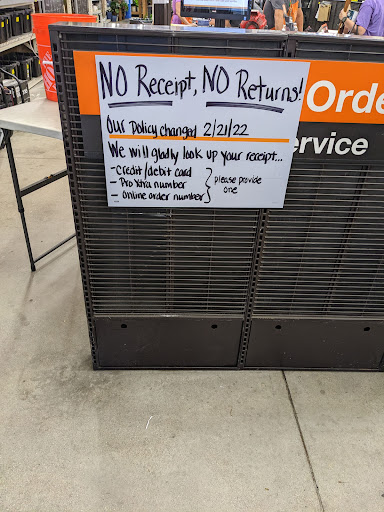 NO Receipt, NO Returns!
Our Policy changed 2/21/22
We will gladly look up your receipt...
- Credit/debit card
- Pro Xtra number
- Online order number
} please provide
one
Orde
ervice